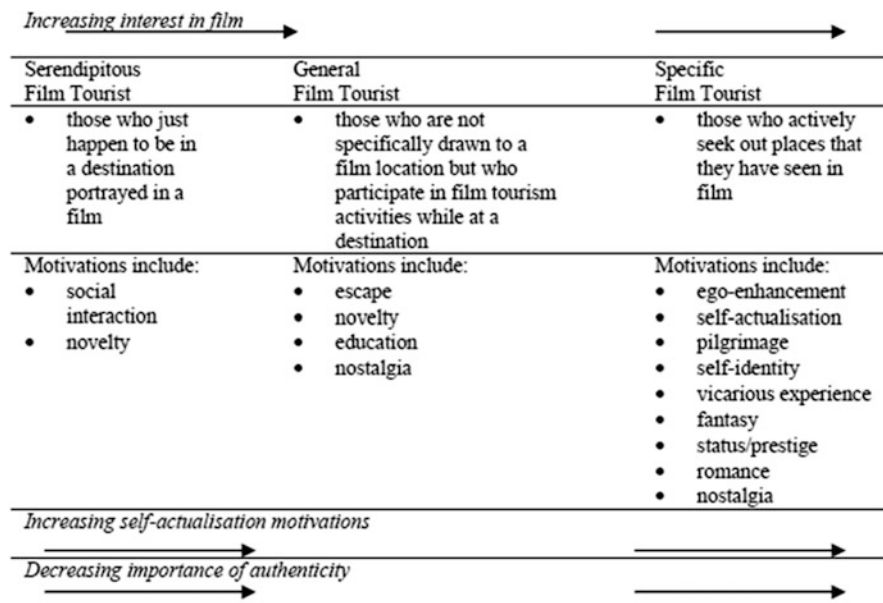 Increasing interest in film
Serendipitous
Film Tourist
General
Film Tourist
Specific
Film Tourist
• those who just
happen to be in
a destination
portrayed in a
film
• those who are not
specifically drawn to a
film location but who
participate in film tourism
activities while at a
destination
• those who actively
seek out places that
they have seen in
film
Motivations include:
• social
interaction
• novelty
Motivations include:
• escape
• novelty
• education
• nostalgia
Motivations include:
• ego-enhancement
• self-actualisation
• pilgrimage
• self-identity
• vicarious experience
• fantasy
• status/prestige
• romance
• nostalgia
Increasing self-actualisation motivations
Decreasing importance of authenticity